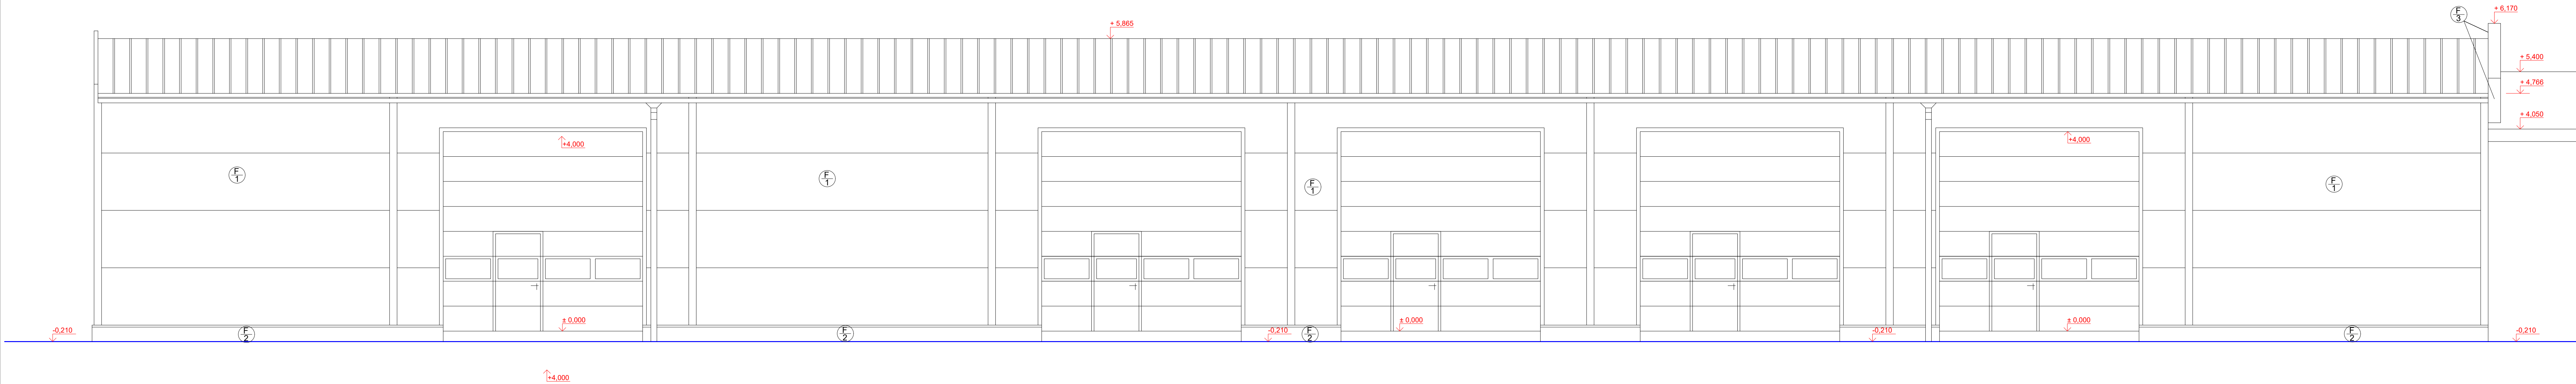 + 6,170
F
3
+ 5,865
+ 5,400
+ 4,766
+ 4,050
+4,000
+4,000
F
1
F
1
F
1
F
1
± 0,000
± 0,000
± 0,000
-0,210
F
2
F
2
-0,210
F
2
-0,210
F
2
-0,210
+4,000